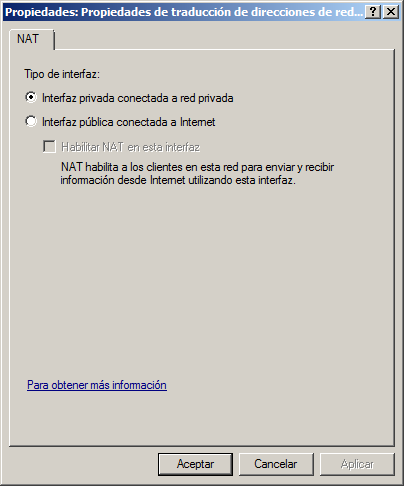 Propiedades: Propiedades de traducción de direcciones de red...
NAT
Tipo de interfaz:
Interfaz privada conectada a red privada
Interfaz pública conectada a Internet
Habilitar NAT en esta interfaz
NAT habilita a los clientes en esta red para enviar y recibir
información desde Internet utilizando esta interfaz.
Para obtener más información
Aceptar Cancelar Aplicar